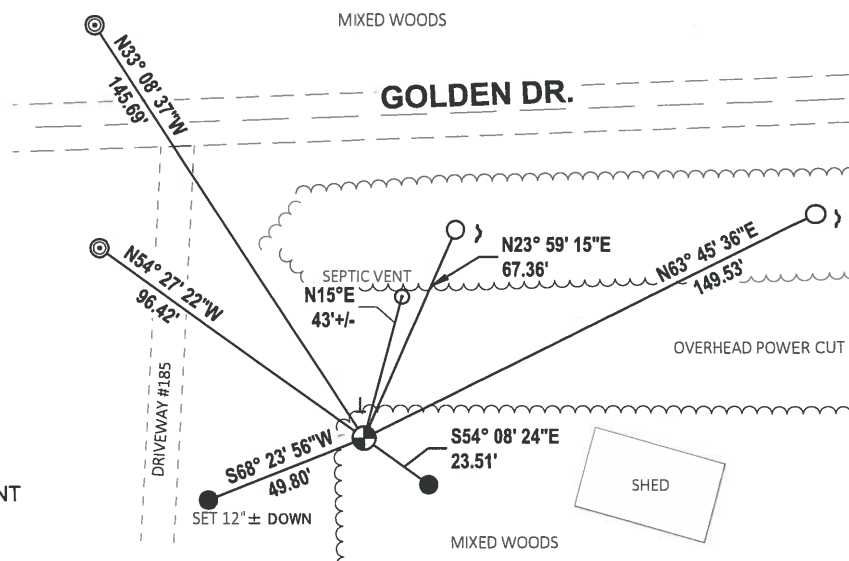 MIXED WOODS
N33° 08' 37"W
145.69'
GOLDEN DR.
N23° 59' 15"E
67.36'
N63° 45' 36"E
149.53'
SEPTIC VENT
N15°E
43'+/-
N54° 27' 22"W
96.42'
OVERHEAD POWER CUT
DRIVEWAY #185
S68° 23' 56"W
49.80'
S54° 08' 24"E
23.51'
SHED
NT
SET 12"± DOWN
MIXED WOODS